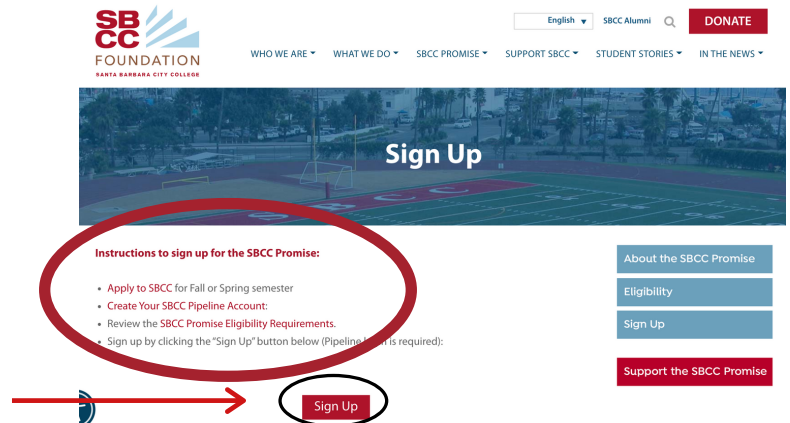 SB
CC
FOUNDATION
SANTA BARBARA CITY COLLEGE
English
SBCC Alumni
DONATE
WHO WE ARE
WHAT WE DO
SBCC PROMISE
SUPPORT SBCC
STUDENT STORIES
IN THE NEWS
Sign Up
S B C C
Instructions to sign up for the SBCC Promise:
• Apply to SBCC for Fall or Spring semester
• Create Your SBCC Pipeline Account:
• Review the SBCC Promise Eligibility Requirements.
• Sign up by clicking the "Sign Up" button below (Pipeline is required):
Sign Up
About the SBCC Promise
Eligibility
Sign Up
Support the SBCC Promise